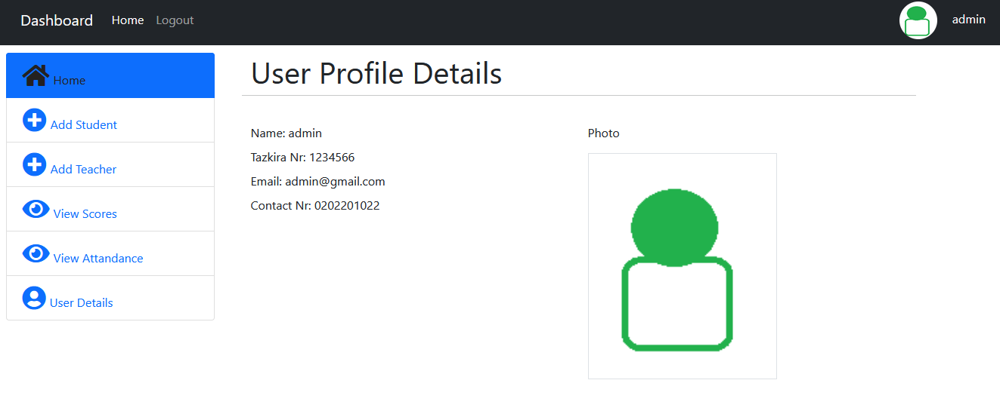 Dashboard Home Logout admin
Home
Add Student
Add Teacher
View Scores
View Attandance
User Details
User Profile Details
Name: admin
Tazkira Nr: 1234566
Email: admin@gmail.com
Contact Nr: 0202201022
Photo